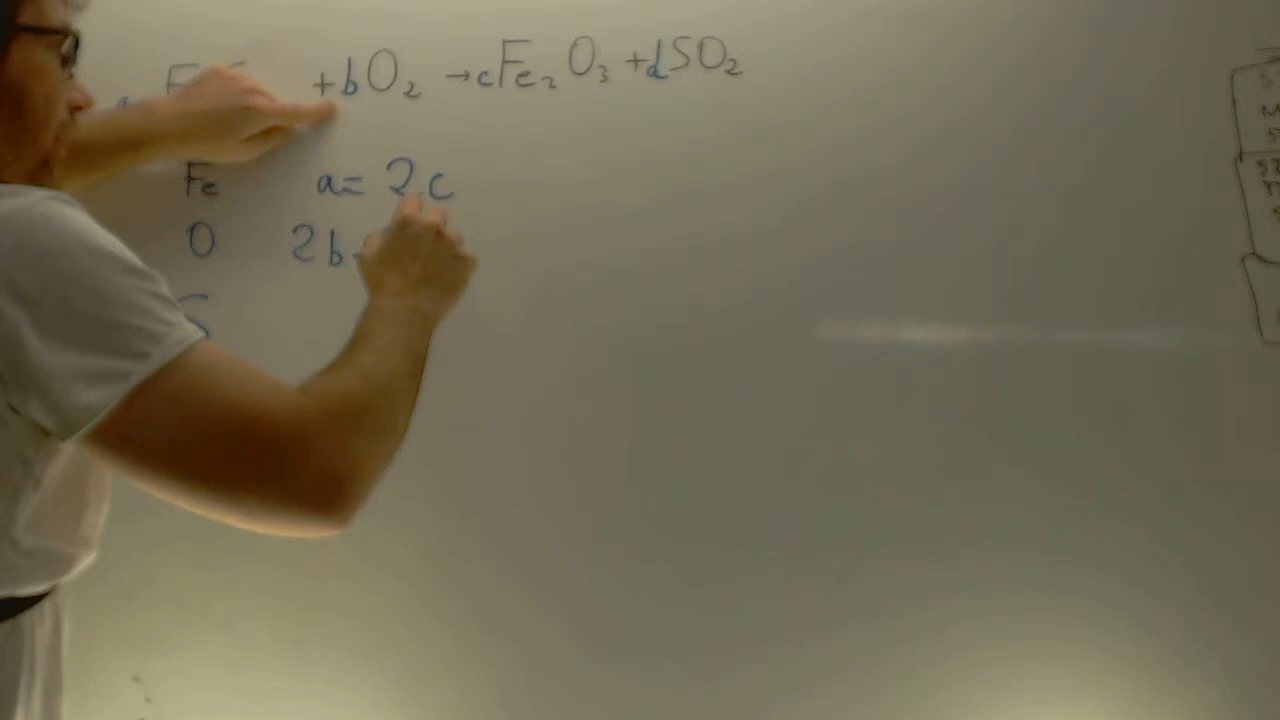 a F + bO₂ → cFe₂O₃ + dSO₂
Fe a = 2c
O 2b
S